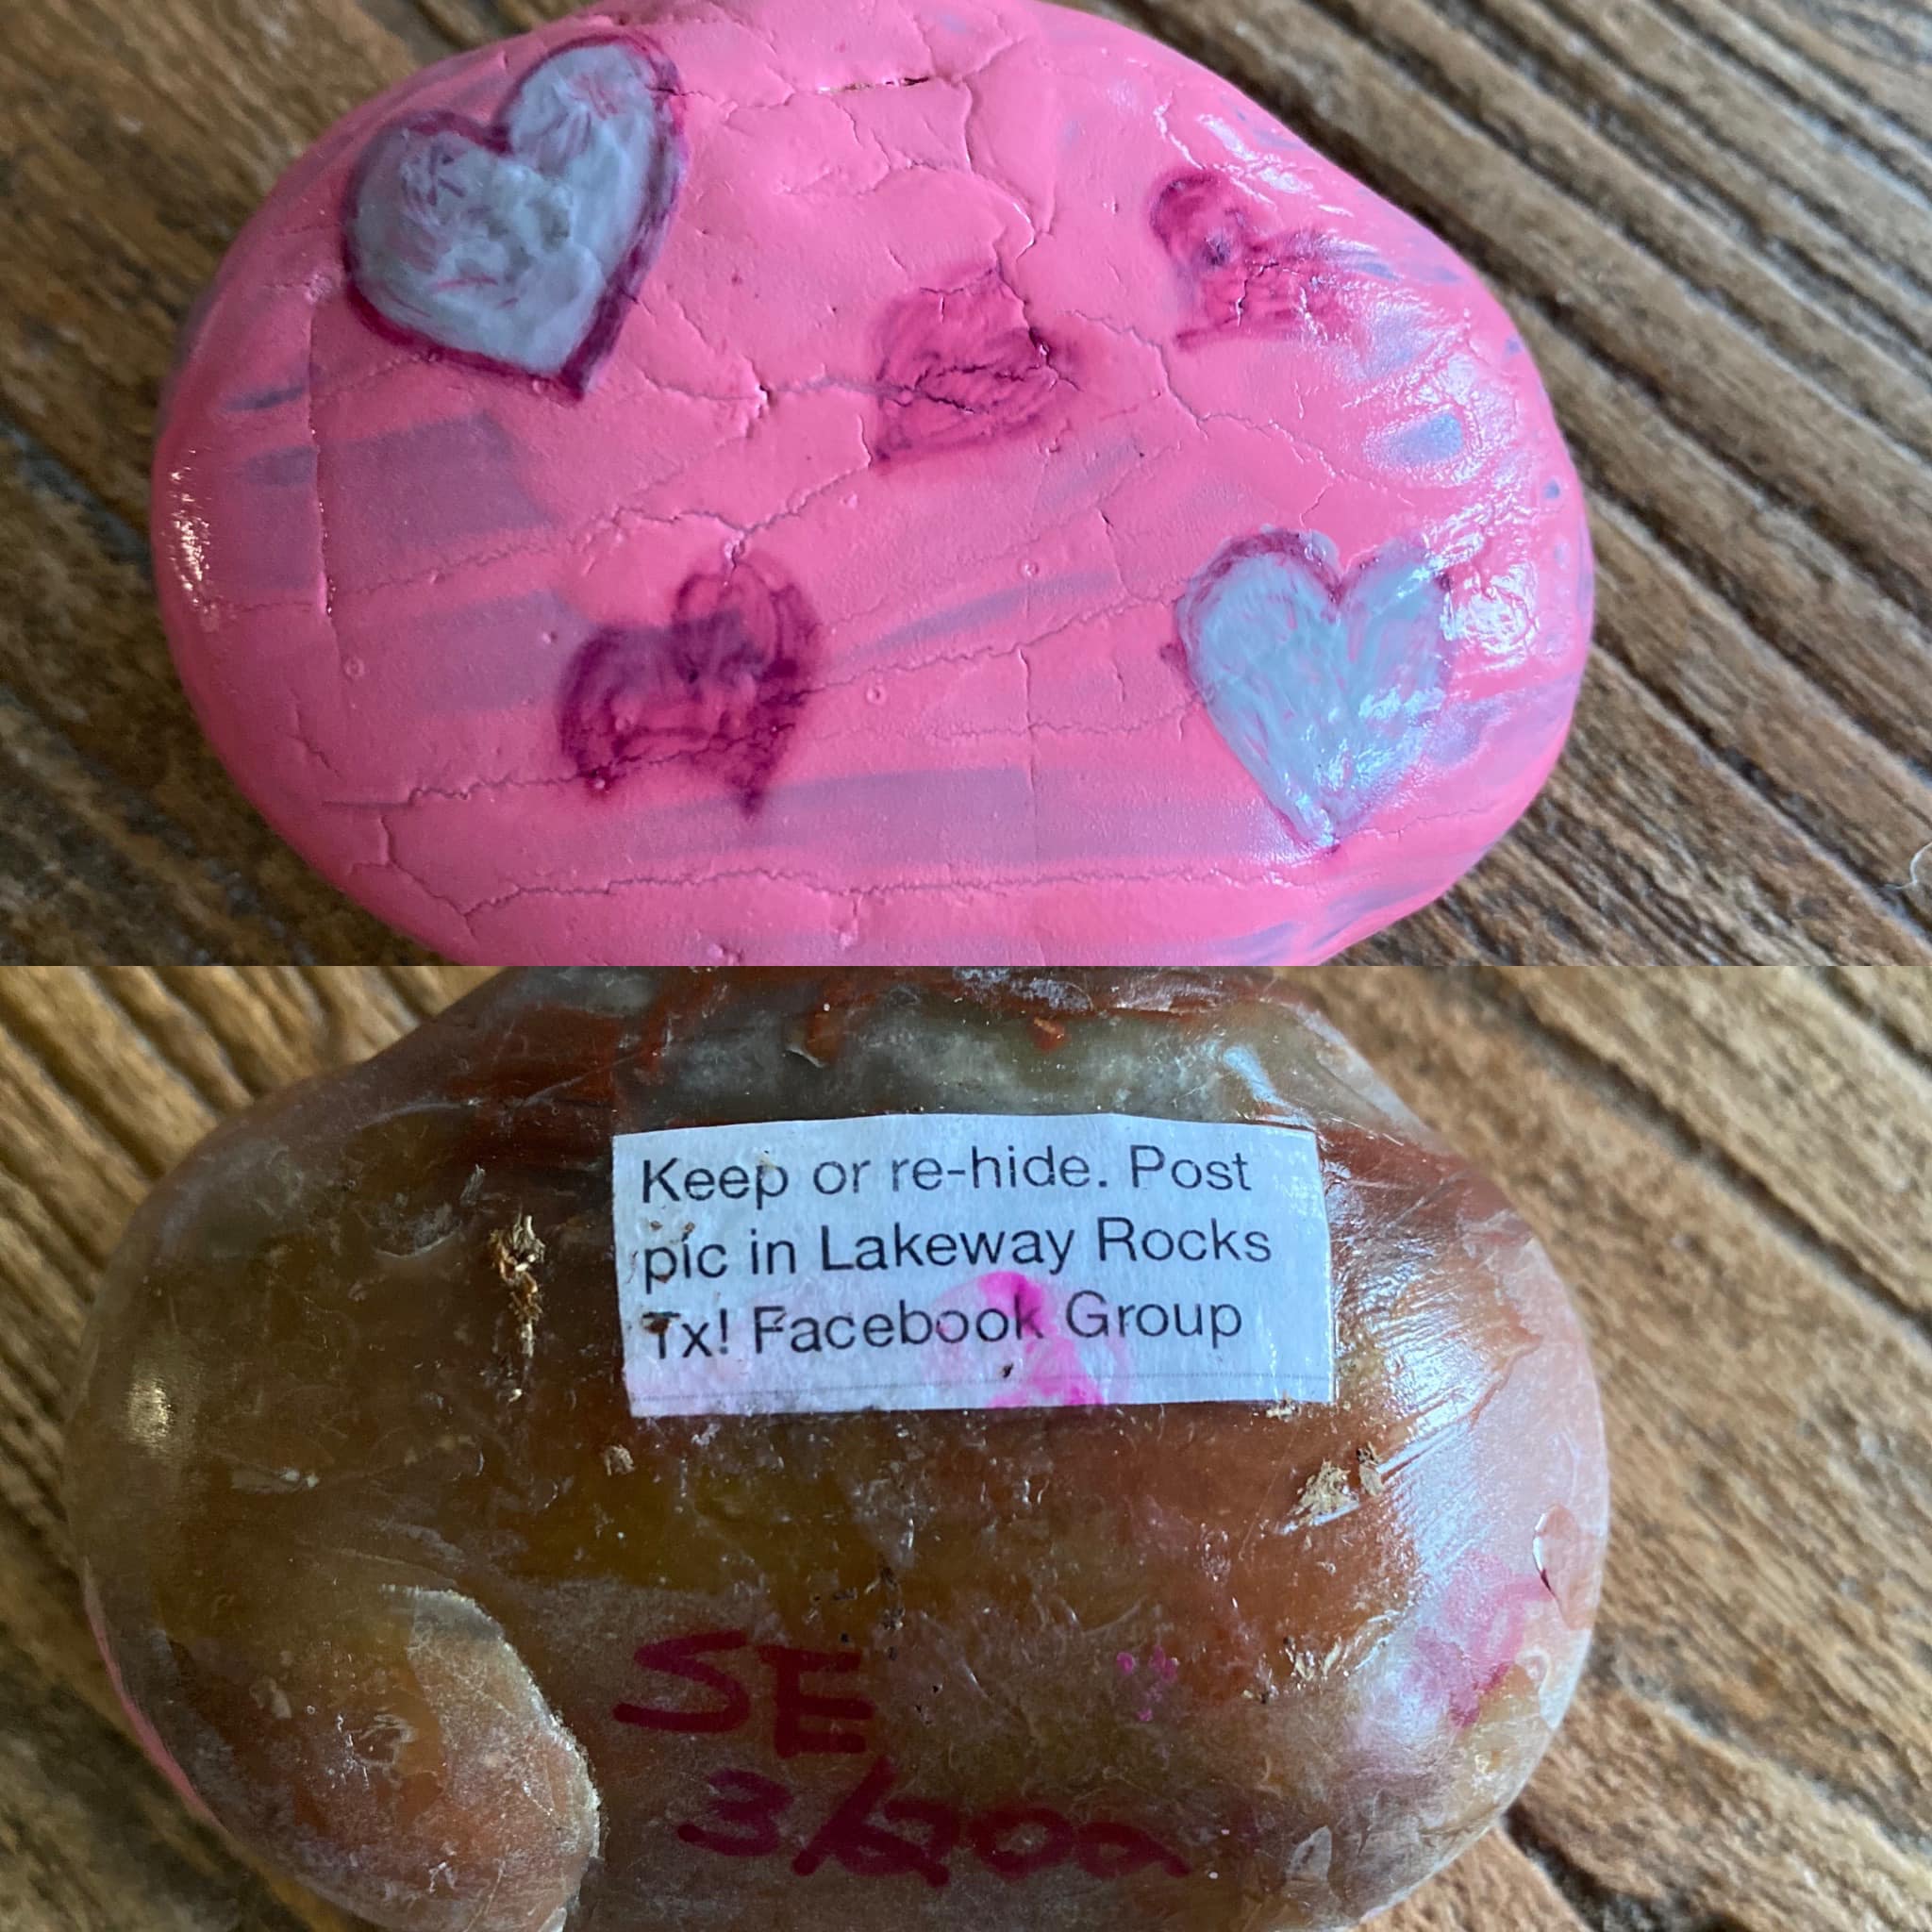 Keep or re-hide. Post
pic in Lakeway Rocks
Tx! Facebook Group
SE